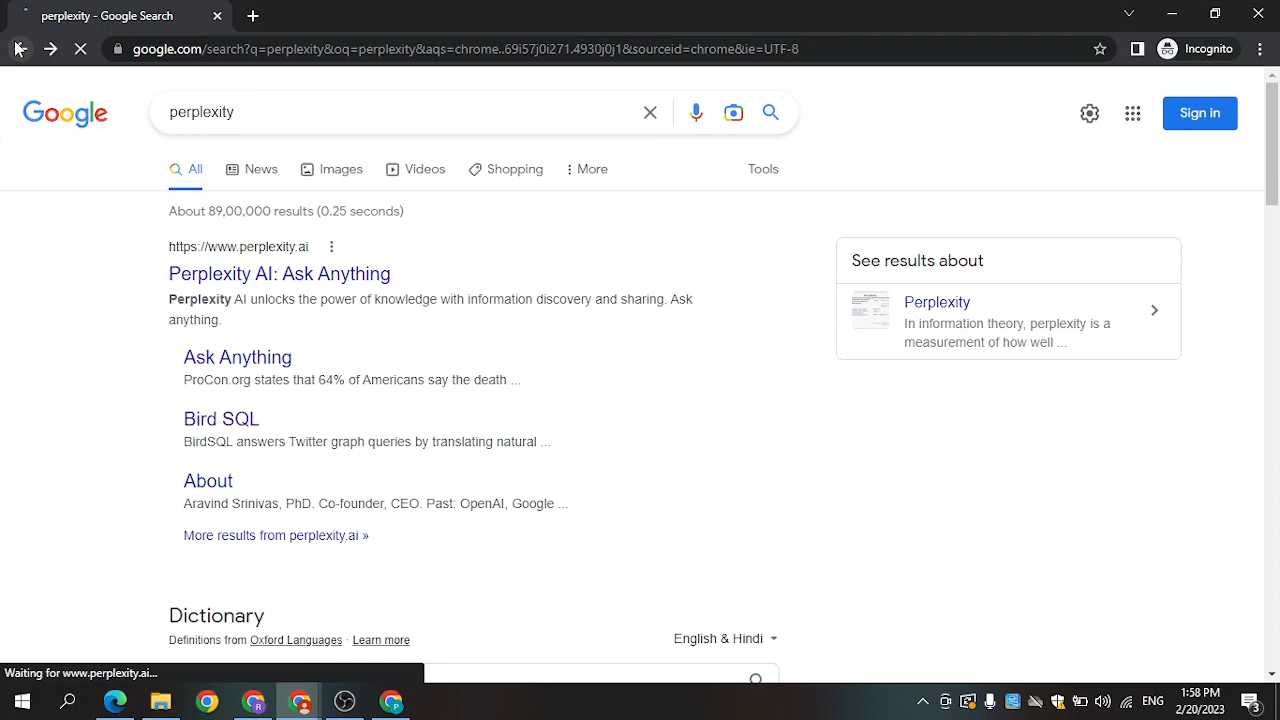 perplexity - Google Search
google.com/search?q=perplexity&oq=perplexity&aqs=chrome..69i57j0i271.4930j0j1&sourceid=chrome&ie=UTF-8
Incognito
Google
perplexity
Sign in
All
News
Images
Videos
Shopping
More
Tools
About 89,00,000 results (0.25 seconds)
https://www.perplexity.ai
Perplexity AI: Ask Anything
Perplexity AI unlocks the power of knowledge with information discovery and sharing. Ask
anything.
Ask Anything
ProCon.org states that 64% of Americans say the death ...
Bird SQL
BirdSQL answers Twitter graph queries by translating natural ...
About
Aravind Srinivas, PhD. Co-founder, CEO. Past: OpenAI, Google ...
More results from perplexity.ai »
See results about
Perplexity
In information theory, perplexity is a
measurement of how well ...
Dictionary
Definitions from Oxford Languages · Learn more
English & Hindi
Waiting for www.perplexity.ai...
R
P
ENG
1:58 PM
2/20/2023
3